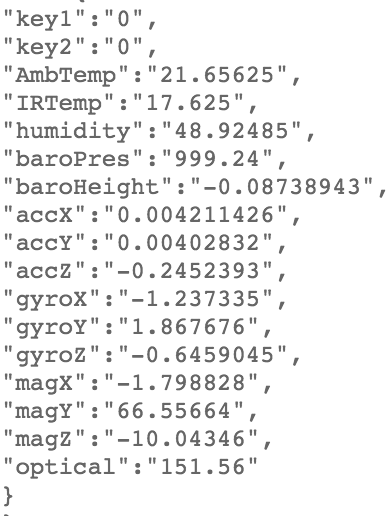 "key1":"0",
"key2":"0",
"AmbTemp":"21.65625",
"IRTemp":"17.625",
"humidity":"48.92485",
"baroPres":"999.24",
"baroHeight":"-0.08738943",
"accX":"0.004211426",
"accY":"0.00402832",
"accZ":"-0.2452393",
"gyroX":"-1.237335",
"gyroY":"1.867676",
"gyroZ":"-0.6459045",
"magX":"-1.798828",
"magY":"66.55664",
"magZ":"-10.04346",
"optical":"151.56"
}